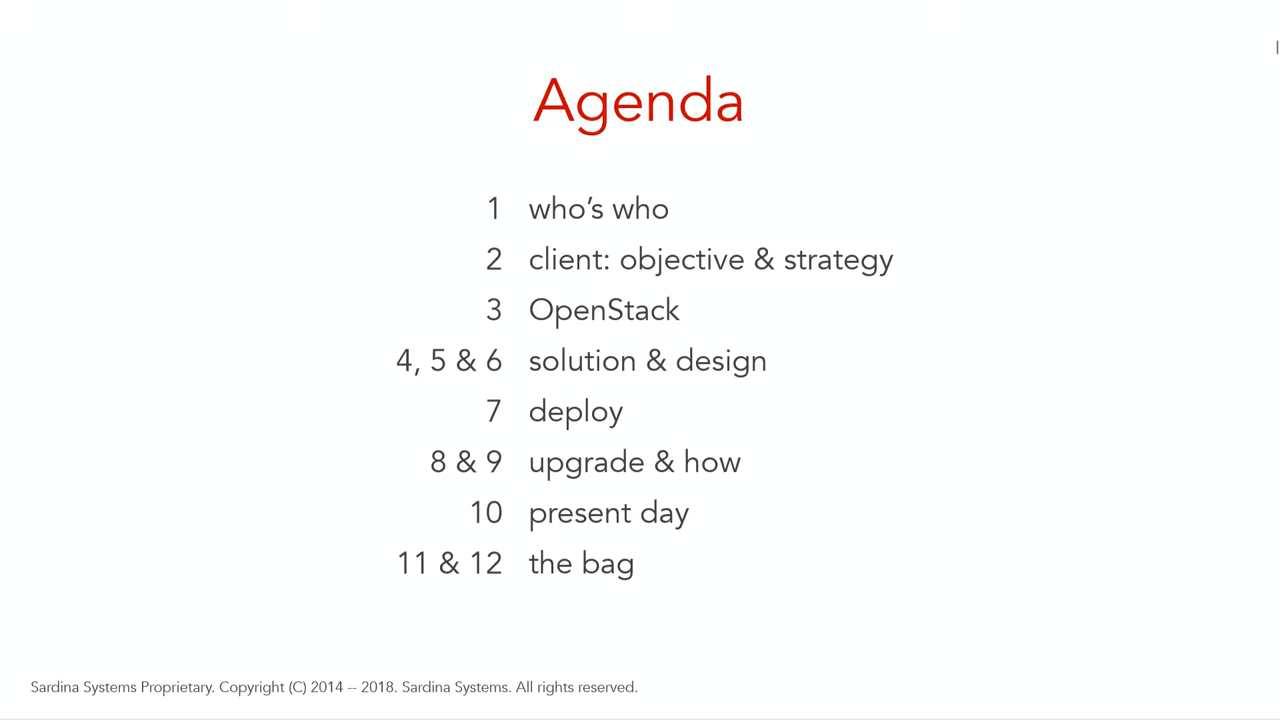 Agenda
1 who's who
2 client: objective & strategy
3 OpenStack
4, 5 & 6 solution & design
7 deploy
8 & 9 upgrade & how
10 present day
11 & 12 the bag
Sardina Systems Proprietary. Copyright (C) 2014 -- 2018. Sardina Systems. All rights reserved.